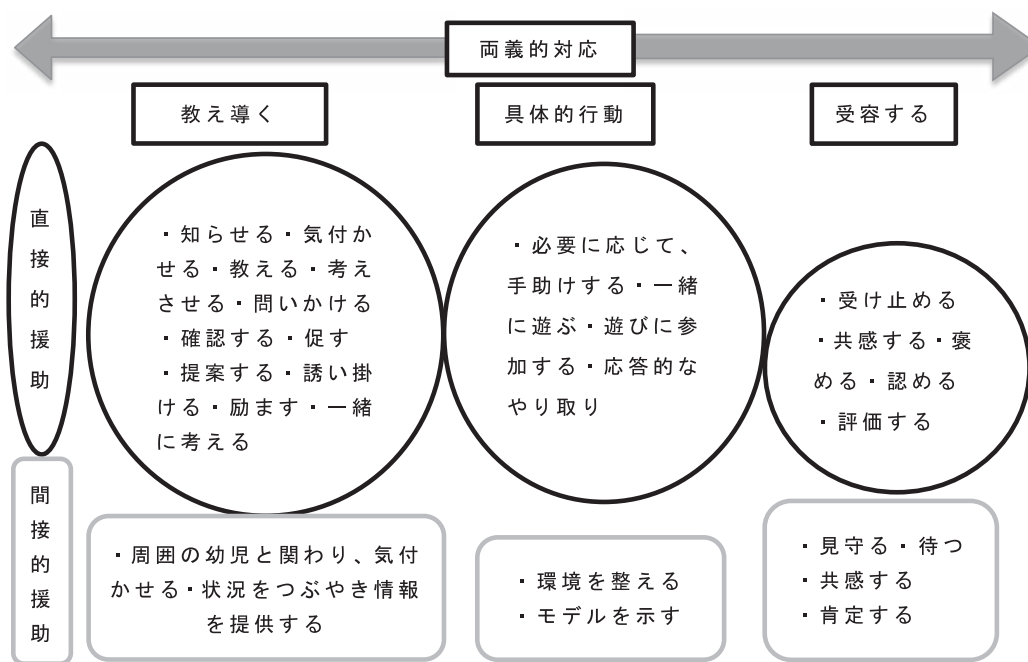 両義的対応
教え導く
具体的行動
受容する
直接的援助
・知らせる・気付か
せる・教える・考え
させる・問いかける
・確認する・促す
・提案する・誘い掛
ける・励ます・一緒
に考える
・必要に応じて、
手助けする・一緒
に遊ぶ・遊びに参
加する・応答的な
やり取り
・受け止める
・共感する・褒
める・認める
・評価する
間接的援助
・周囲の幼児と関わり、気付
かせる・状況をつぶやき情報
を提供する
・環境を整える
・モデルを示す
・見守る・待つ
・共感する
・肯定する